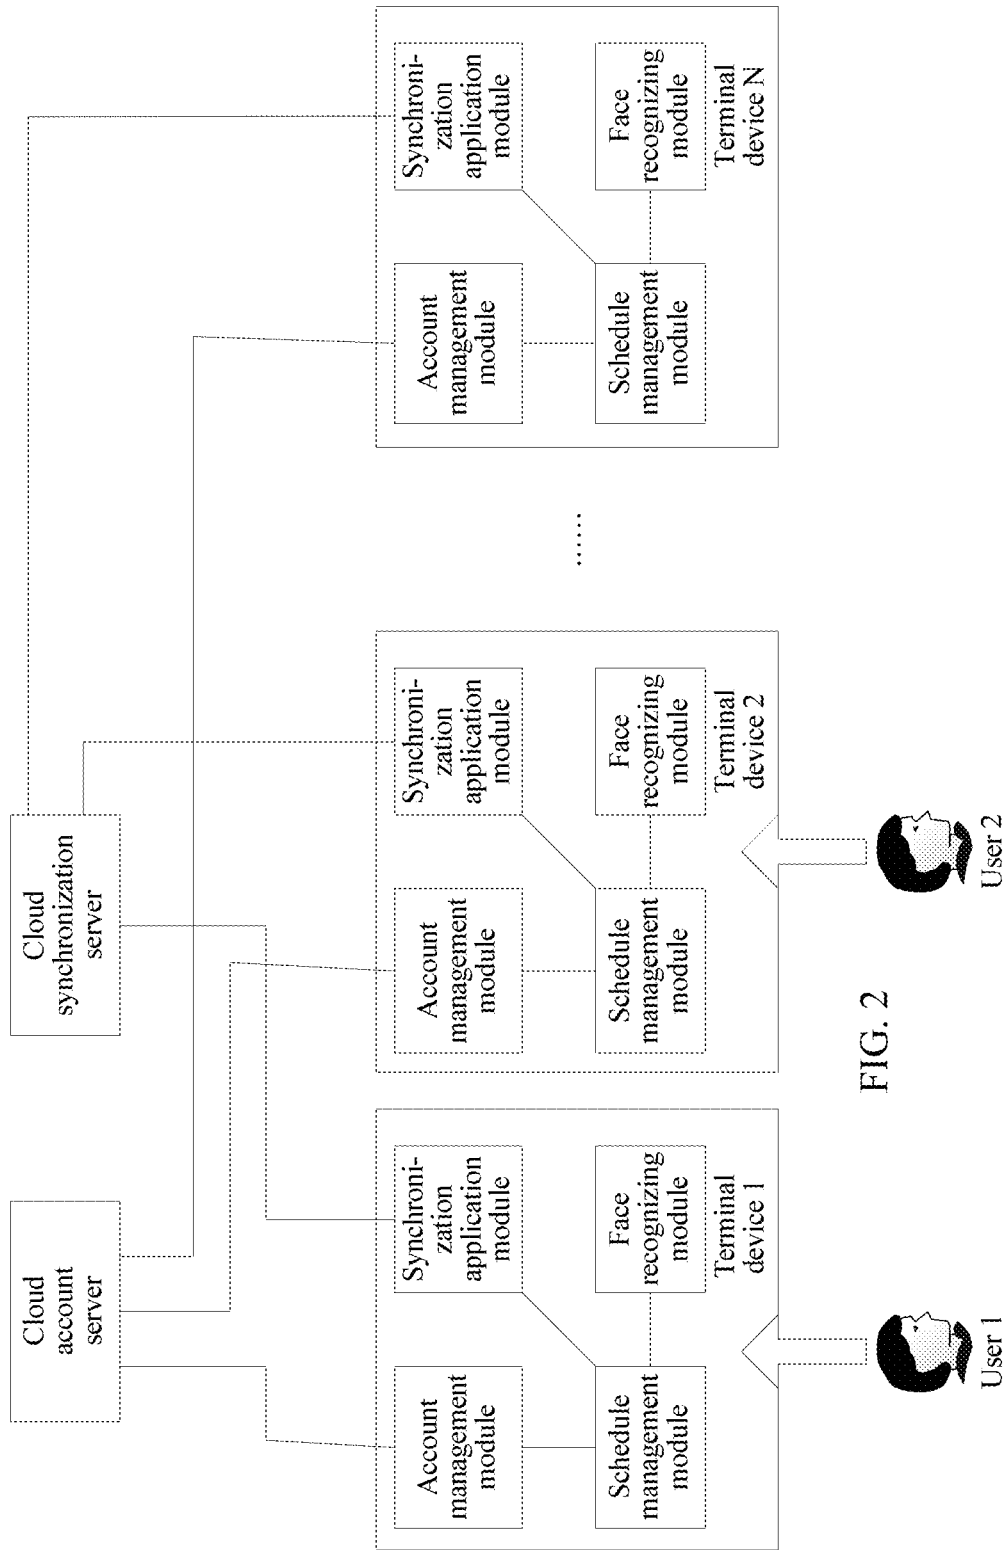 Cloud
account
server
Cloud
synchronization
server
Account
management
module
Synchroni-
zation
application
module
Schedule
management
module
Face
recognizing
module
Terminal
device 1
Account
management
module
Synchroni-
zation
application
module
Schedule
management
module
Face
recognizing
module
Terminal
device 2
......
Account
management
module
Synchroni-
zation
application
module
Schedule
management
module
Face
recognizing
module
Terminal
device N
User 1
User 2
FIG. 2